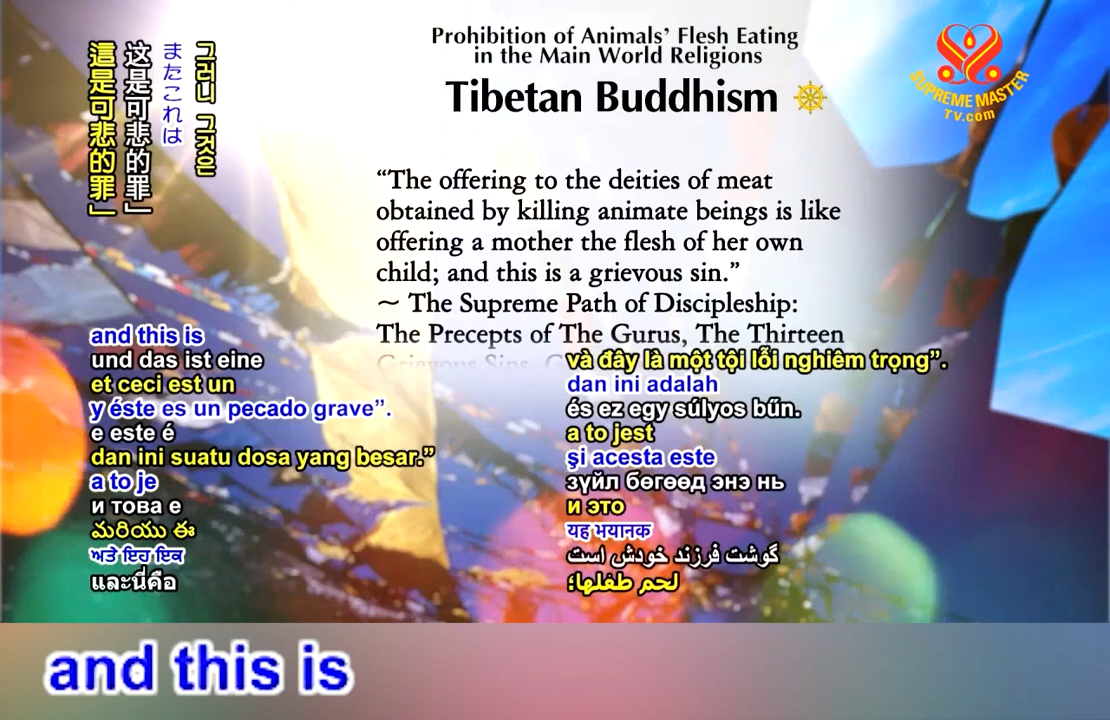 Prohibition of Animals’ Flesh Eating
in the Main World Religions
Tibetan Buddhism
SUPREME MASTER
TV.com
그리니 그것은
またこれは
这是可悲的罪」
這是可悲的罪」
“The offering to the deities of meat
obtained by killing animate beings is like
offering a mother the flesh of her own
child; and this is a grievous sin.”
~ The Supreme Path of Discipleship:
The Precepts of The Gurus, The Thirteen
Grievous Sins,
and this is
und das ist eine
et ceci est un
y éste es un pecado grave”.
e este é
dan ini suatu dosa yang besar.”
a to je
и това е
మరియు ఈ
ਅਤੇ ਇਹ ਇਕ
และนี่คือ
và đây là một tội lỗi nghiêm trọng”.
dan ini adalah
és ez egy súlyos bűn.
a to jest
şi acesta este
зүйл бөгөөд энэ нь
и это
यह भयानक
گوشت فرزند خودش است
لحم طفلها؛
and this is